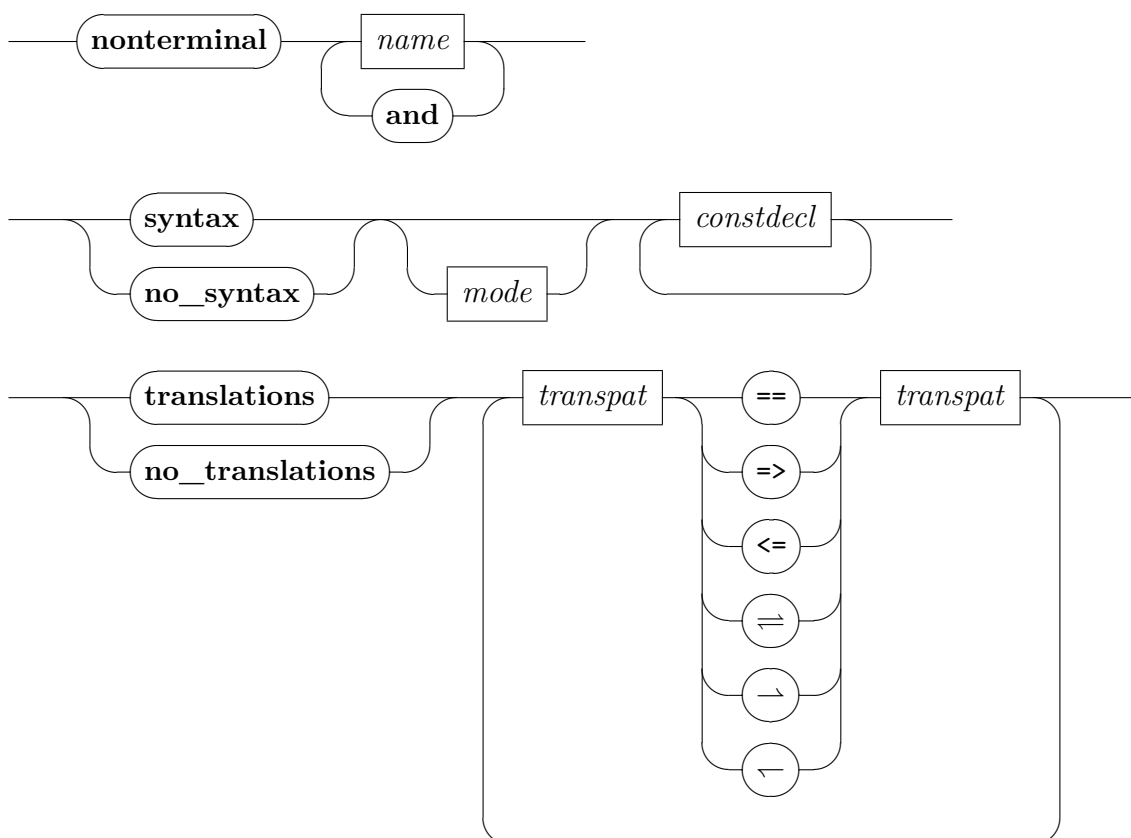 nonterminal name
and
syntax constdecl
no_syntax mode
translations transpat == transpat
no_translations =>
<=
⇌
⇀
↽